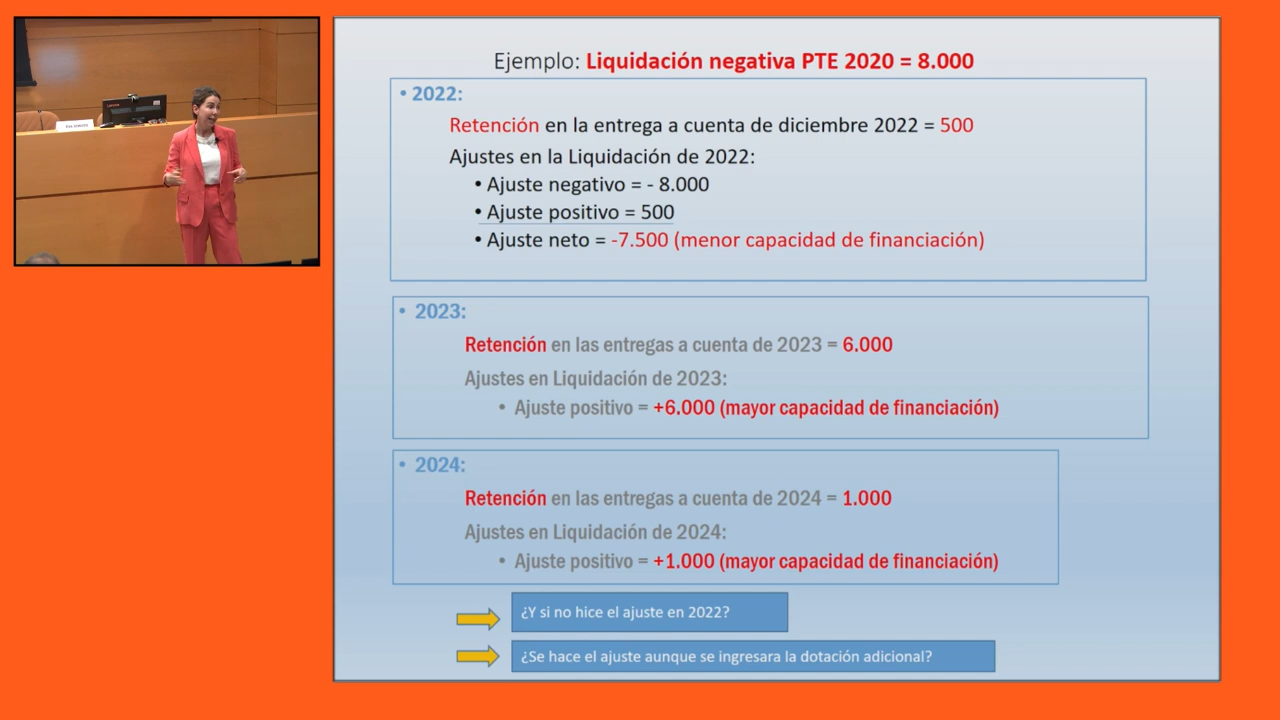 Ejemplo: Liquidación negativa PTE 2020 = 8.000
• 2022:
Retención en la entrega a cuenta de diciembre 2022 = 500
Ajustes en la Liquidación de 2022:
• Ajuste negativo = - 8.000
• Ajuste positivo = 500
• Ajuste neto = -7.500 (menor capacidad de financiación)
• 2023:
Retención en las entregas a cuenta de 2023 = 6.000
Ajustes en Liquidación de 2023:
• Ajuste positivo = +6.000 (mayor capacidad de financiación)
• 2024:
Retención en las entregas a cuenta de 2024 = 1.000
Ajustes en Liquidación de 2024:
• Ajuste positivo = +1.000 (mayor capacidad de financiación)
¿Y si no hice el ajuste en 2022?
¿Se hace el ajuste aunque se ingresara la dotación adicional?